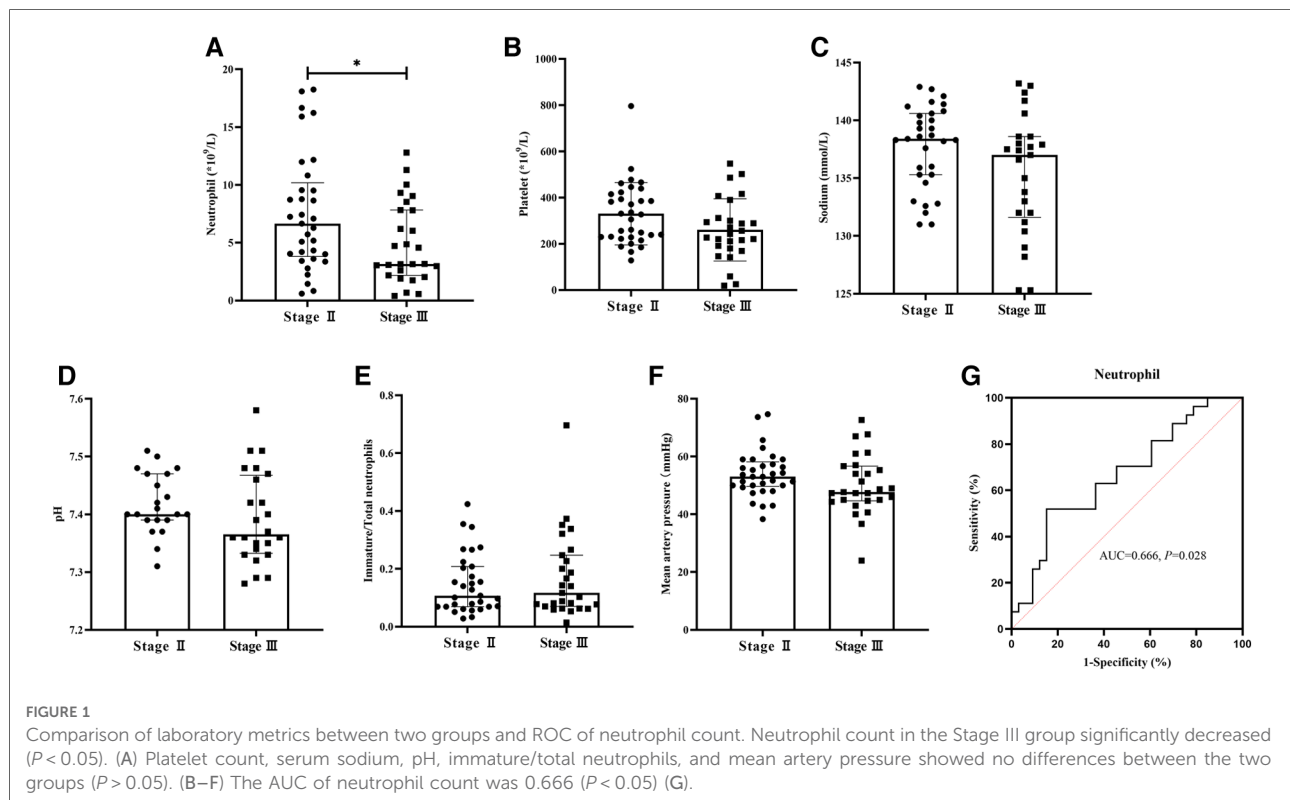 A
B
C
*
Neutrophil (*10⁹/L)
20
15
10
5
0
Stage Ⅱ
Stage Ⅲ
Platelet (*10⁹/L)
1000
800
600
400
200
0
Stage Ⅱ
Stage Ⅲ
Sodium (mmol/L)
145
140
135
130
125
Stage Ⅱ
Stage Ⅲ
D
E
F
G
pH
7.6
7.5
7.4
7.3
7.2
Stage Ⅱ
Stage Ⅲ
Immature/Total neutrophils
0.8
0.6
0.4
0.2
0.0
Stage Ⅱ
Stage Ⅲ
Mean artery pressure (mmHg)
80
60
40
20
0
Stage Ⅱ
Stage Ⅲ
Neutrophil
Sensitivity (%)
100
80
60
40
20
0
AUC=0.666, P=0.028
0 20 40 60 80 100
1-Specificity (%)
FIGURE 1
Comparison of laboratory metrics between two groups and ROC of neutrophil count. Neutrophil count in the Stage III group significantly decreased
(P < 0.05). (A) Platelet count, serum sodium, pH, immature/total neutrophils, and mean artery pressure showed no differences between the two
groups (P > 0.05). (B–F) The AUC of neutrophil count was 0.666 (P < 0.05) (G).